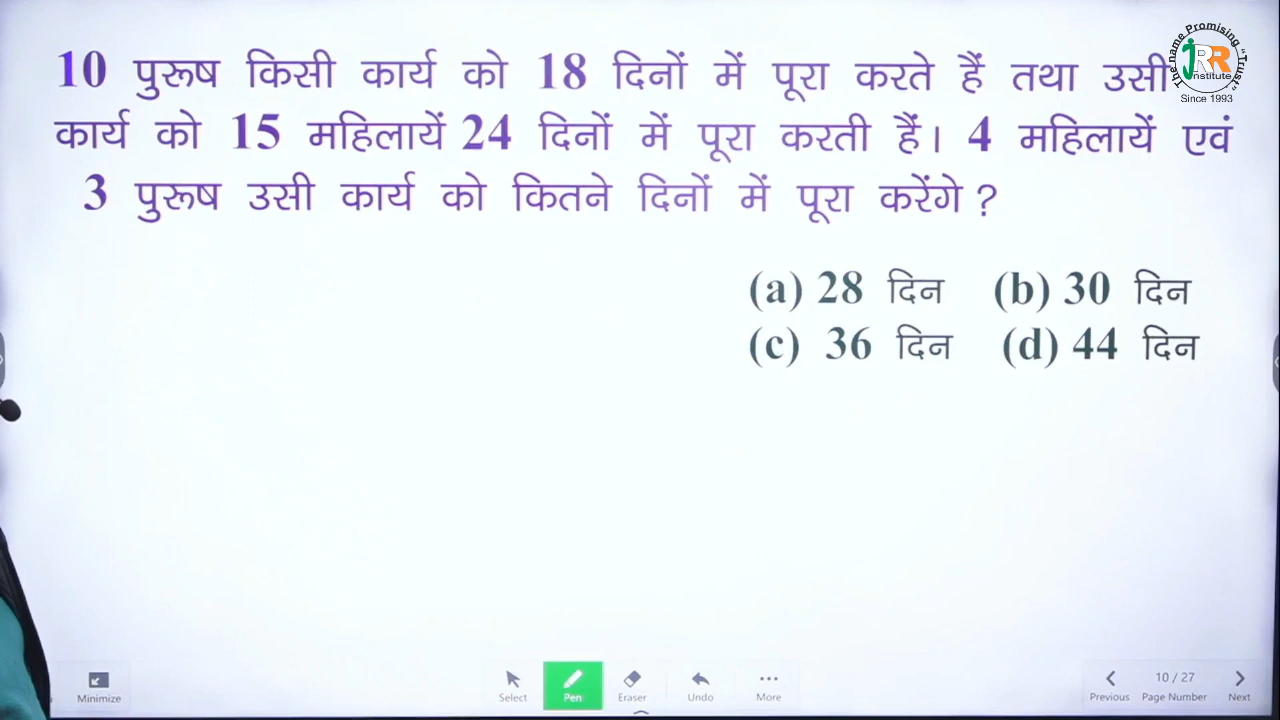 10 पुरूष किसी कार्य को 18 दिनों में पूरा करते हैं तथा उसी
कार्य को 15 महिलायें 24 दिनों में पूरा करती हैं। 4 महिलायें एवं
3 पुरूष उसी कार्य को कितने दिनों में पूरा करेंगे ?
(a) 28 दिन (b) 30 दिन
(c) 36 दिन (d) 44 दिन
The name Promising "Trust"
RR
institute
Since 1993
Minimize
Select
Pen
Eraser
Undo
More
10 / 27
Previous Page Number Next